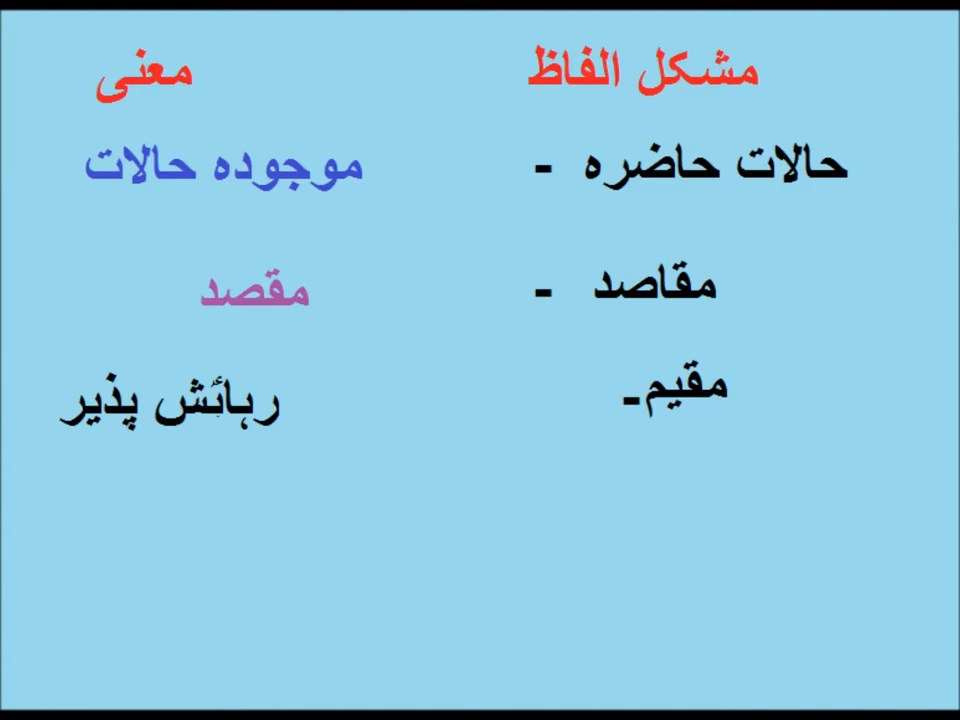 مشکل الفاظ معنی
حالات حاضرہ - موجودہ حالات
مقاصد - مقصد
مقیم- رہائش پذیر